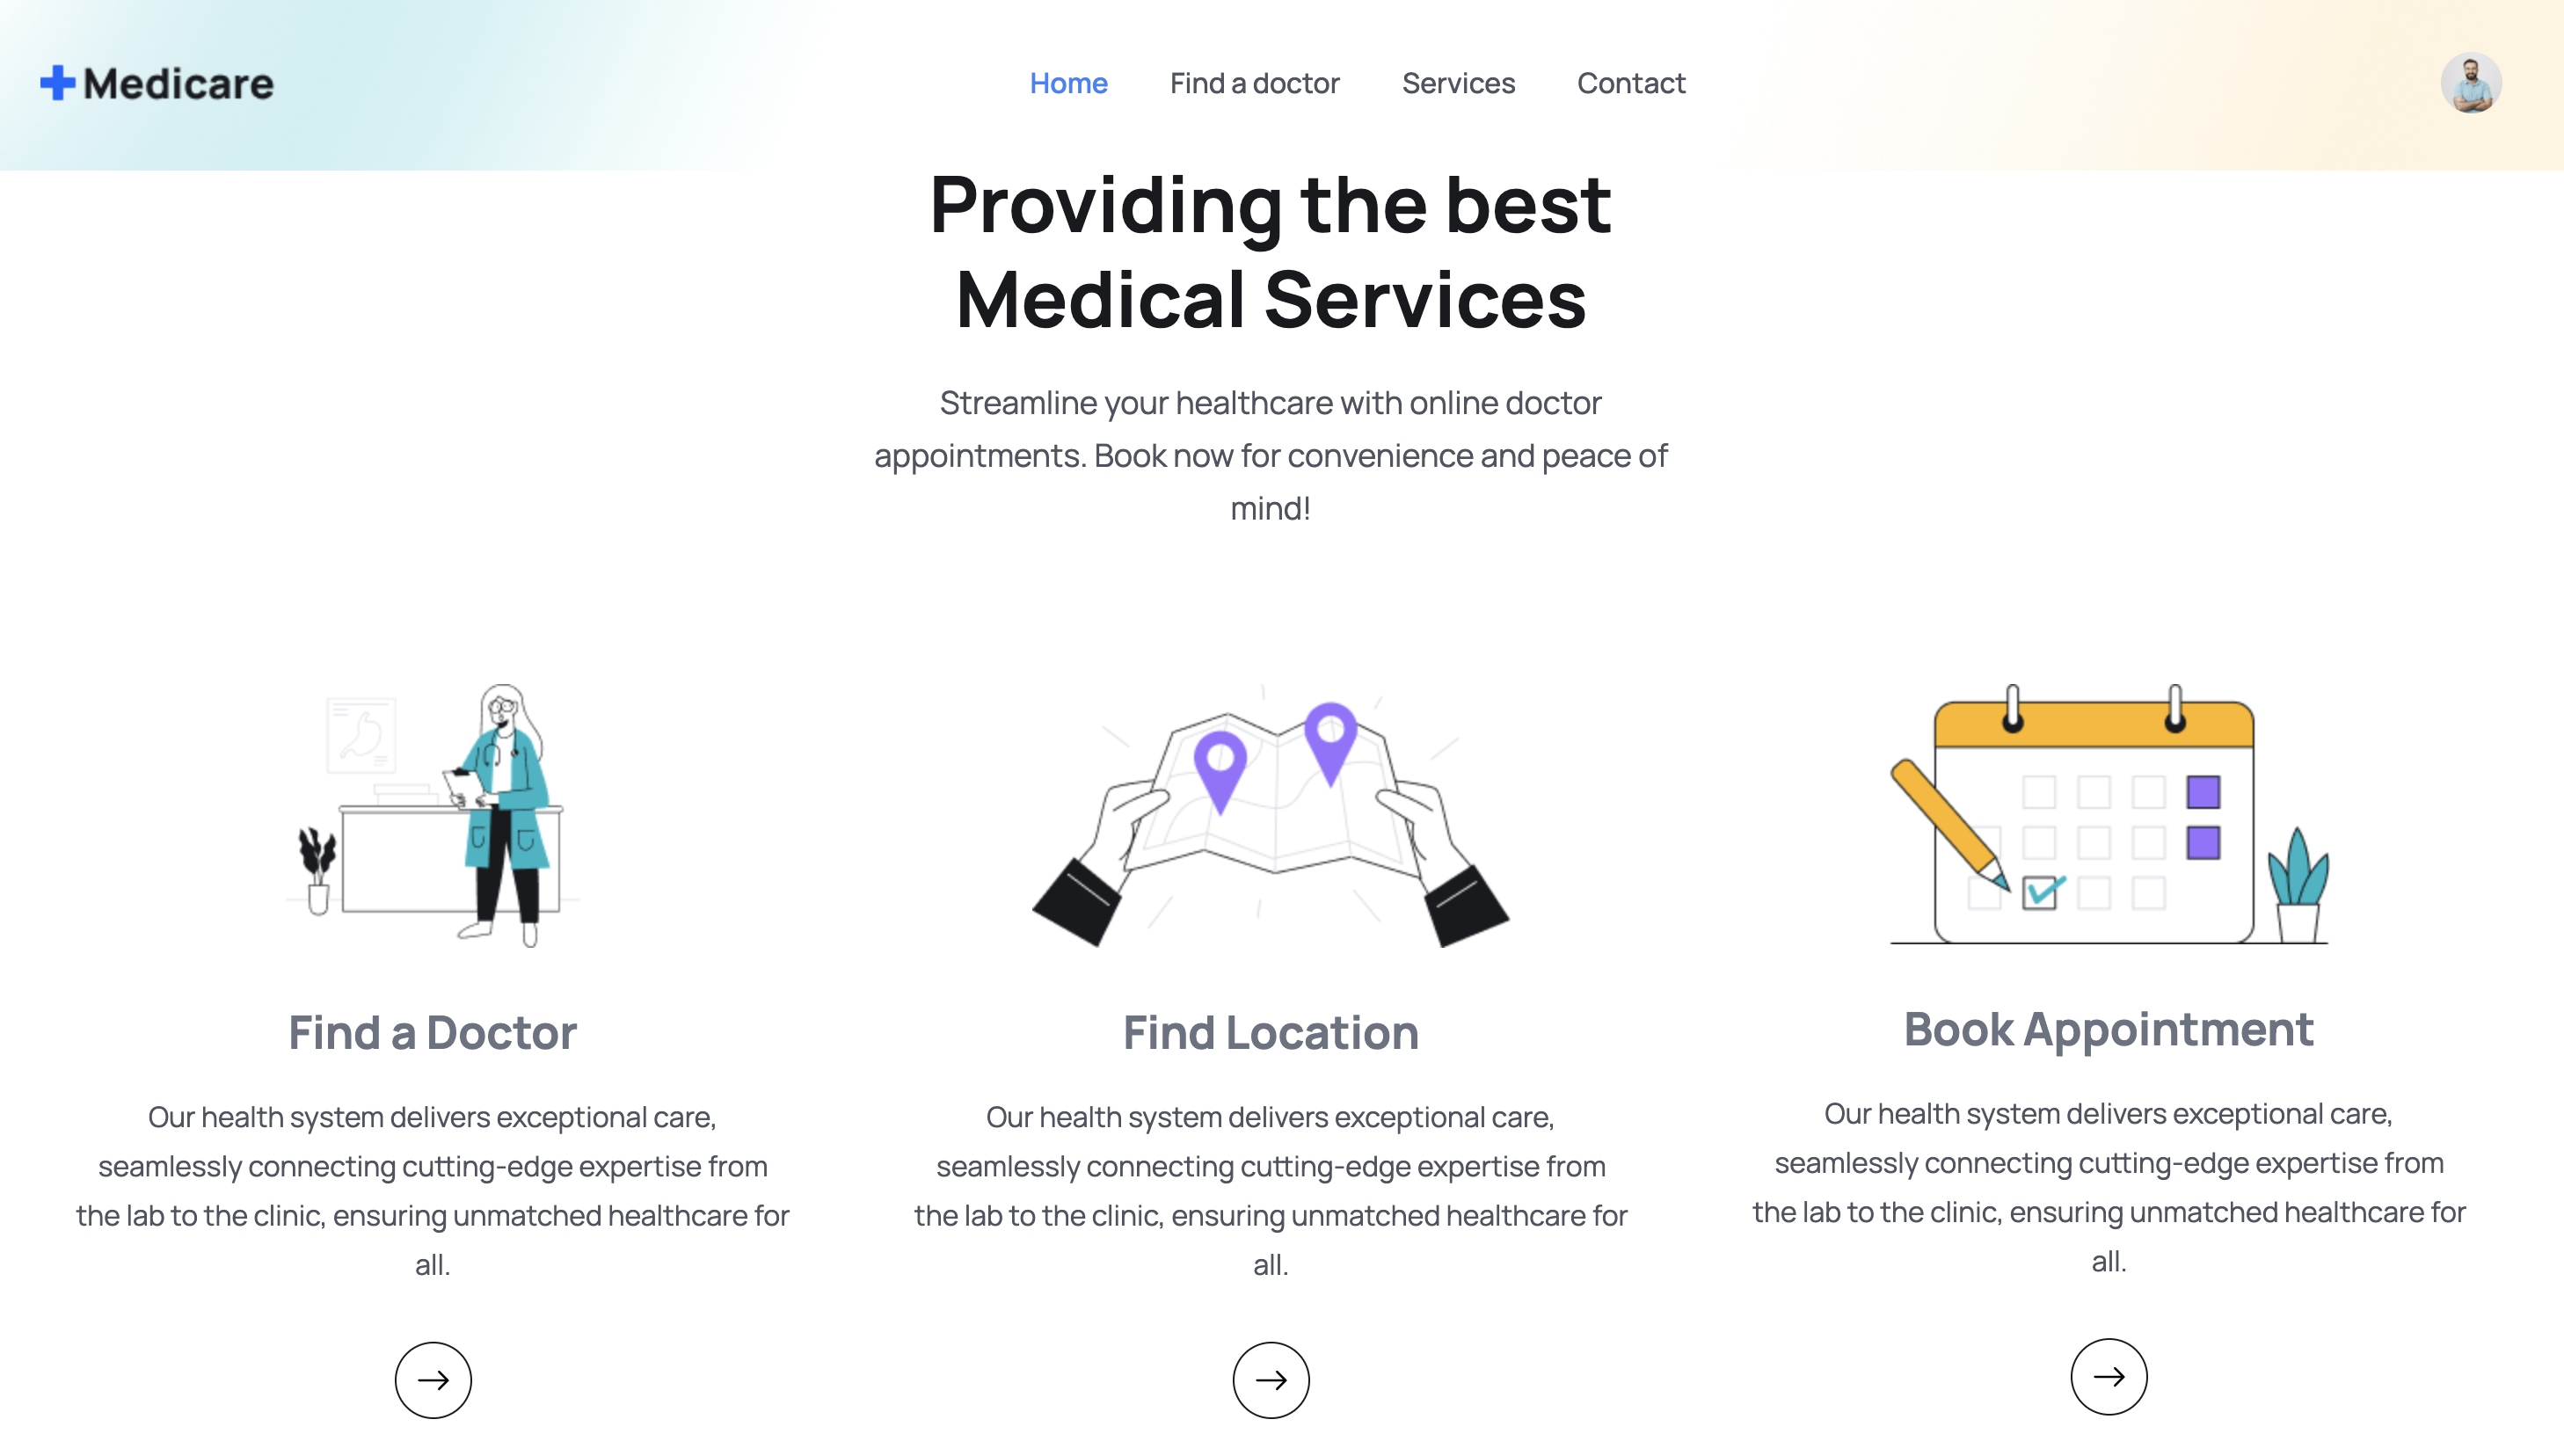 Medicare
Home Find a doctor Services Contact
Providing the best
Medical Services
Streamline your healthcare with online doctor
appointments. Book now for convenience and peace of
mind!
Find a Doctor
Our health system delivers exceptional care,
seamlessly connecting cutting-edge expertise from
the lab to the clinic, ensuring unmatched healthcare for
all.
Find Location
Our health system delivers exceptional care,
seamlessly connecting cutting-edge expertise from
the lab to the clinic, ensuring unmatched healthcare for
all.
Book Appointment
Our health system delivers exceptional care,
seamlessly connecting cutting-edge expertise from
the lab to the clinic, ensuring unmatched healthcare for
all.